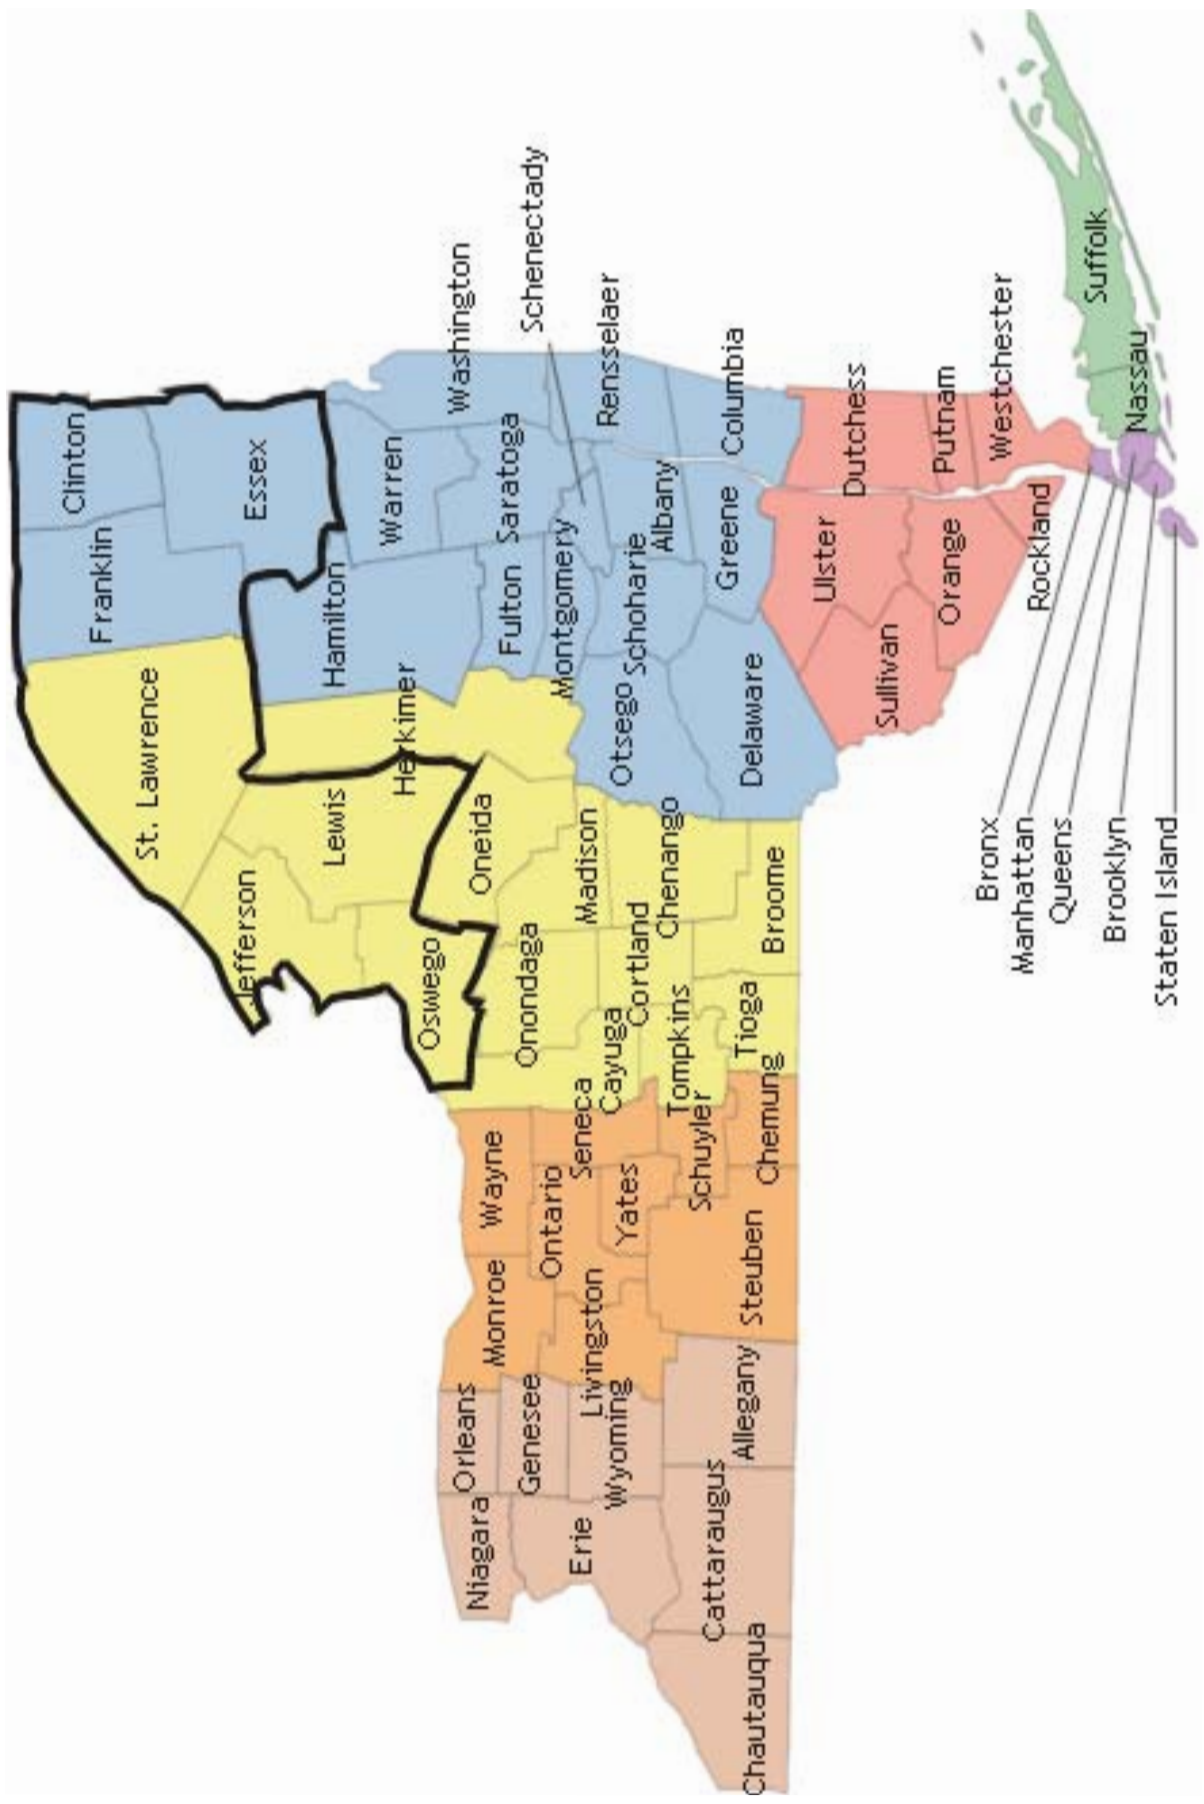 Clinton
Franklin
St. Lawrence
Essex
Jefferson
Lewis
Hamilton
Herkimer
Warren
Washington
Oswego
Oneida
Fulton
Saratoga
Schenectady
Montgomery
Niagara
Orleans
Monroe
Wayne
Genesee
Ontario
Seneca
Cayuga
Onondaga
Madison
Otsego
Schoharie
Albany
Rensselaer
Erie
Wyoming
Livingston
Yates
Tompkins
Cortland
Chenango
Greene
Columbia
Chautauqua
Cattaraugus
Allegany
Steuben
Schuyler
Chemung
Tioga
Broome
Delaware
Ulster
Dutchess
Sullivan
Orange
Putnam
Westchester
Rockland
Suffolk
Nassau
Bronx
Manhattan
Queens
Brooklyn
Staten Island